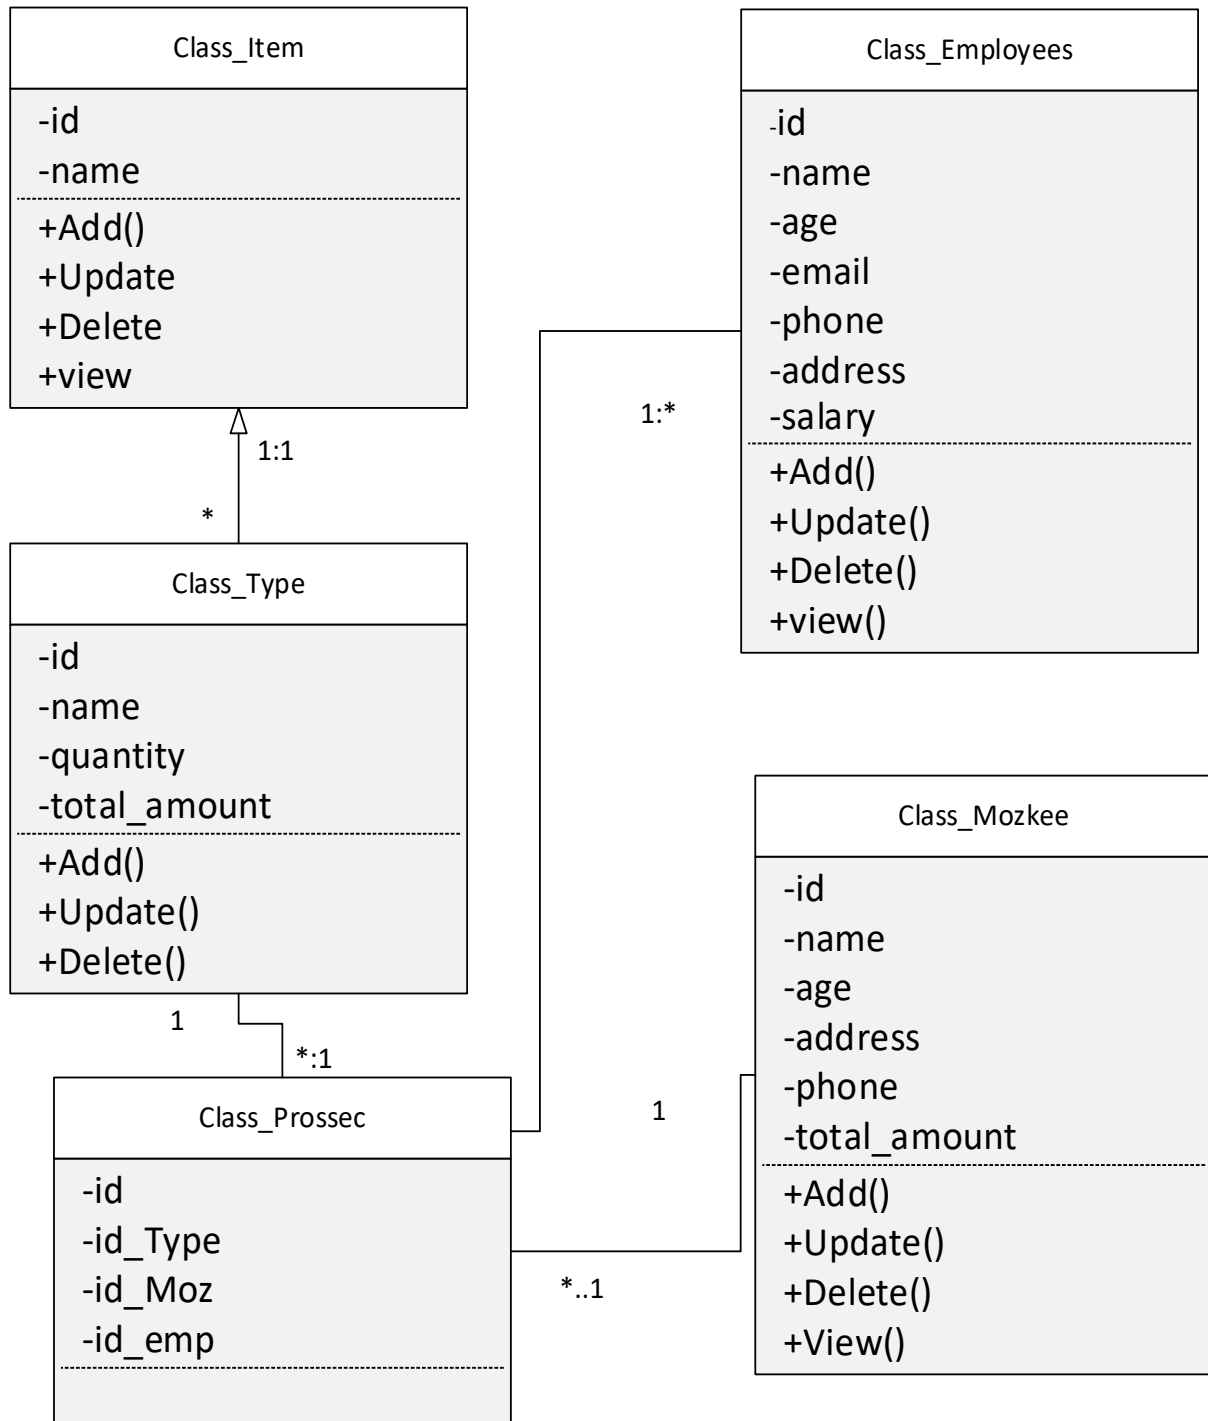 Class_Item
-id
-name
+Add()
+Update
+Delete
+view
1:1
*
Class_Type
-id
-name
-quantity
-total_amount
+Add()
+Update()
+Delete()
1
*:1
Class_Prossec
-id
-id_Type
-id_Moz
-id_emp
Class_Employees
-id
-name
-age
-email
-phone
-address
-salary
+Add()
+Update()
+Delete()
+view()
1:*
Class_Mozkee
-id
-name
-age
-address
-phone
-total_amount
+Add()
+Update()
+Delete()
+View()
1
*..1